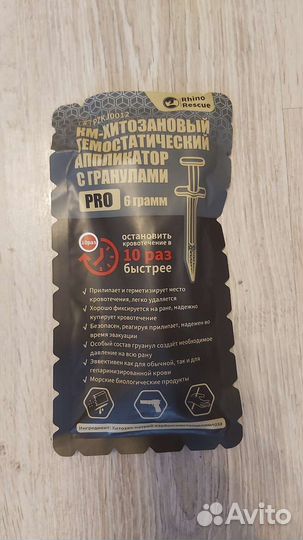 Rhino
Rescue
КМ-ХИТОЗАНОВЫЙ
ГЕМОСТАТИЧЕСКИЙ
АППЛИКАТОР
С ГРАНУЛАМИ
PRO 6 грамм
10раз
ОСТАНОВИТЬ
КРОВОТЕЧЕНИЕ В
10 раз
быстрее
Прилипает и герметизирует место
кровотечения, легко удаляется
Хорошо фиксируется на ране, надежно
купирует кровотечение
Безопасен, реагируя прилипает, надежен во
время эвакуации
Особый состав гранул создаёт необходимое
давление на всю рану
Эффективен как для обычной, так и для
гепаринизированной крови
Морские биологические продукты
Avito